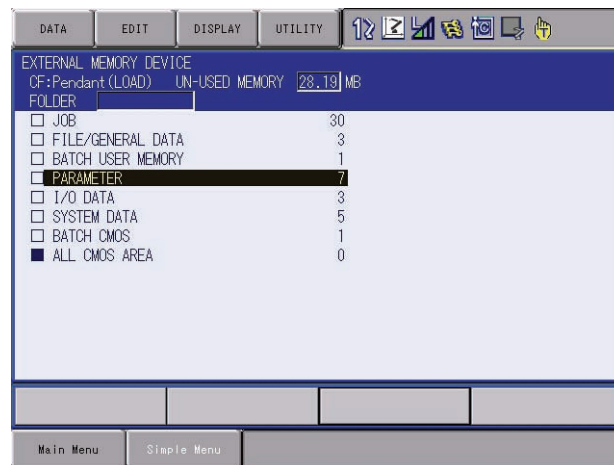 DATA EDIT DISPLAY UTILITY
EXTERNAL MEMORY DEVICE
CF:Pendant(LOAD) UN-USED MEMORY 28.19 MB
FOLDER
JOB 30
FILE/GENERAL DATA 3
BATCH USER MEMORY 1
PARAMETER 7
I/O DATA 3
SYSTEM DATA 5
BATCH CMOS 1
ALL CMOS AREA 0
Main Menu Simple Menu